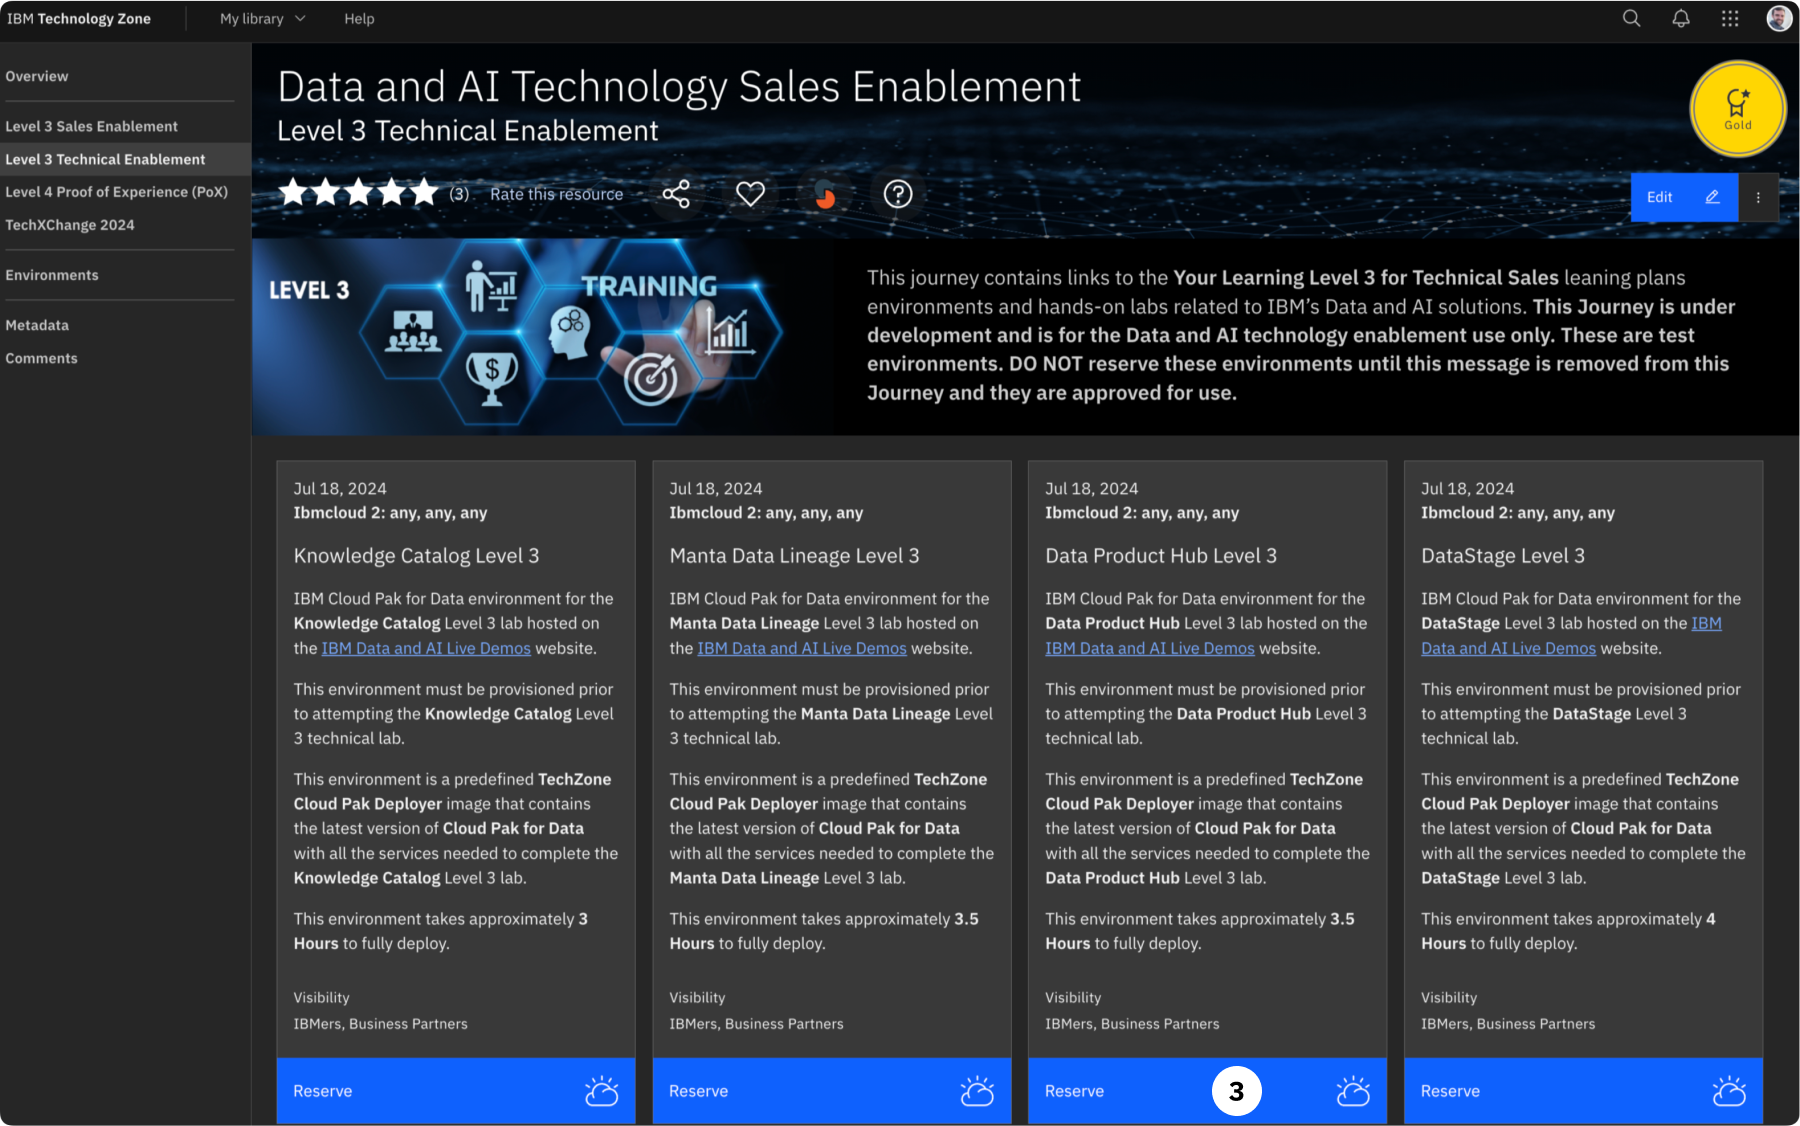 IBM Technology Zone
My library
Help
Overview
Level 3 Sales Enablement
Level 3 Technical Enablement
Level 4 Proof of Experience (PoX)
TechXChange 2024
Environments
Metadata
Comments
Data and AI Technology Sales Enablement
Level 3 Technical Enablement
(3)
Rate this resource
Gold
Edit
LEVEL 3
TRAINING
$
This journey contains links to the Your Learning Level 3 for Technical Sales leaning plans
environments and hands-on labs related to IBM's Data and AI solutions. This Journey is under
development and is for the Data and AI technology enablement use only. These are test
environments. DO NOT reserve these environments until this message is removed from this
Journey and they are approved for use.
Jul 18, 2024
Ibmcloud 2: any, any, any
Knowledge Catalog Level 3
IBM Cloud Pak for Data environment for the
Knowledge Catalog Level 3 lab hosted on
the IBM Data and AI Live Demos website.
This environment must be provisioned prior
to attempting the Knowledge Catalog Level
3 technical lab.
This environment is a predefined TechZone
Cloud Pak Deployer image that contains
the latest version of Cloud Pak for Data
with all the services needed to complete the
Knowledge Catalog Level 3 lab.
This environment takes approximately 3
Hours to fully deploy.
Visibility
IBMers, Business Partners
Reserve
Jul 18, 2024
Ibmcloud 2: any, any, any
Manta Data Lineage Level 3
IBM Cloud Pak for Data environment for the
Manta Data Lineage Level 3 lab hosted on
the IBM Data and AI Live Demos website.
This environment must be provisioned prior
to attempting the Manta Data Lineage Level
3 technical lab.
This environment is a predefined TechZone
Cloud Pak Deployer image that contains
the latest version of Cloud Pak for Data
with all the services needed to complete the
Manta Data Lineage Level 3 lab.
This environment takes approximately 3.5
Hours to fully deploy.
Visibility
IBMers, Business Partners
Reserve
Jul 18, 2024
Ibmcloud 2: any, any, any
Data Product Hub Level 3
IBM Cloud Pak for Data environment for the
Data Product Hub Level 3 lab hosted on the
IBM Data and AI Live Demos website.
This environment must be provisioned prior
to attempting the Data Product Hub Level 3
technical lab.
This environment is a predefined TechZone
Cloud Pak Deployer image that contains
the latest version of Cloud Pak for Data
with all the services needed to complete the
Data Product Hub Level 3 lab.
This environment takes approximately 3.5
Hours to fully deploy.
Visibility
IBMers, Business Partners
Reserve
3
Jul 18, 2024
Ibmcloud 2: any, any, any
DataStage Level 3
IBM Cloud Pak for Data environment for the
DataStage Level 3 lab hosted on the IBM
Data and AI Live Demos website.
This environment must be provisioned prior
to attempting the DataStage Level 3
technical lab.
This environment is a predefined TechZone
Cloud Pak Deployer image that contains
the latest version of Cloud Pak for Data
with all the services needed to complete the
DataStage Level 3 lab.
This environment takes approximately 4
Hours to fully deploy.
Visibility
IBMers, Business Partners
Reserve